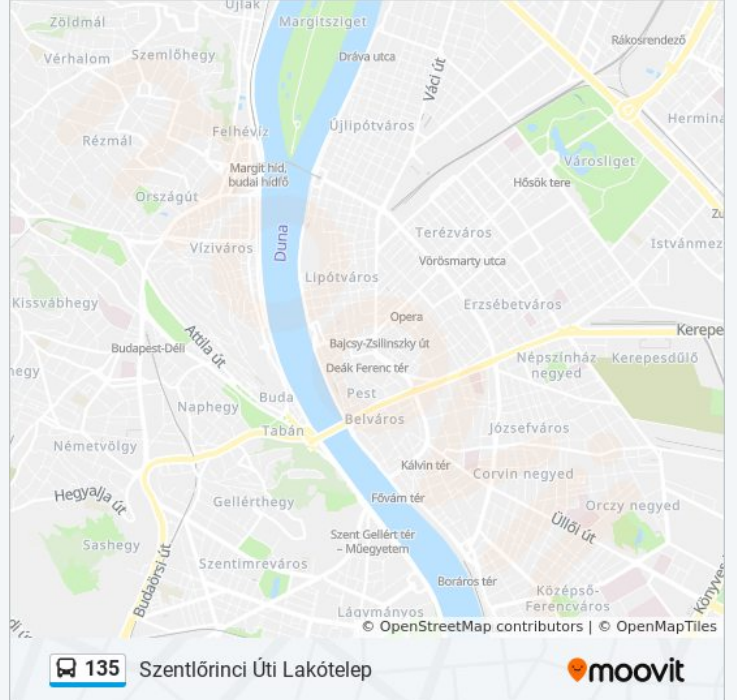 Újlak
Margitsziget
Zöldmál
Rákosrendező
Vérhalom
Szemlőhegy
Dráva utca
Váci út
Hermina
Felhévíz
Újlipótváros
Rézmál
Városliget
Margit híd,
budai hídfő
Hősök tere
Országút
Zu
Terézváros
Duna
Víziváros
Istvánmez
Vörösmarty utca
Lipótváros
Kissvábhegy
Erzsébetváros
Opera
Attila út
Kerepe
Bajcsy-Zsilinszky út
Budapest-Déli
Népszínház
negyed
Kerepesdűlő
Deák Ferenc tér
hegy
Pest
Buda
Naphegy
Belváros
Tabán
Józsefváros
Németvölgy
Kálvin tér
Corvin negyed
Hegyalja út
Fővám tér
Gellérthegy
Orczy negyed
Üllői út
Szent Gellért tér
– Műegyetem
Sashegy
Szentimreváros
Budaörsi út
Boráros tér
Könyves
Középső-
Ferencváros
Lágymányos
© OpenStreetMap contributors | © OpenMapTiles
135 Szentlőrinci Úti Lakótelep
moovit